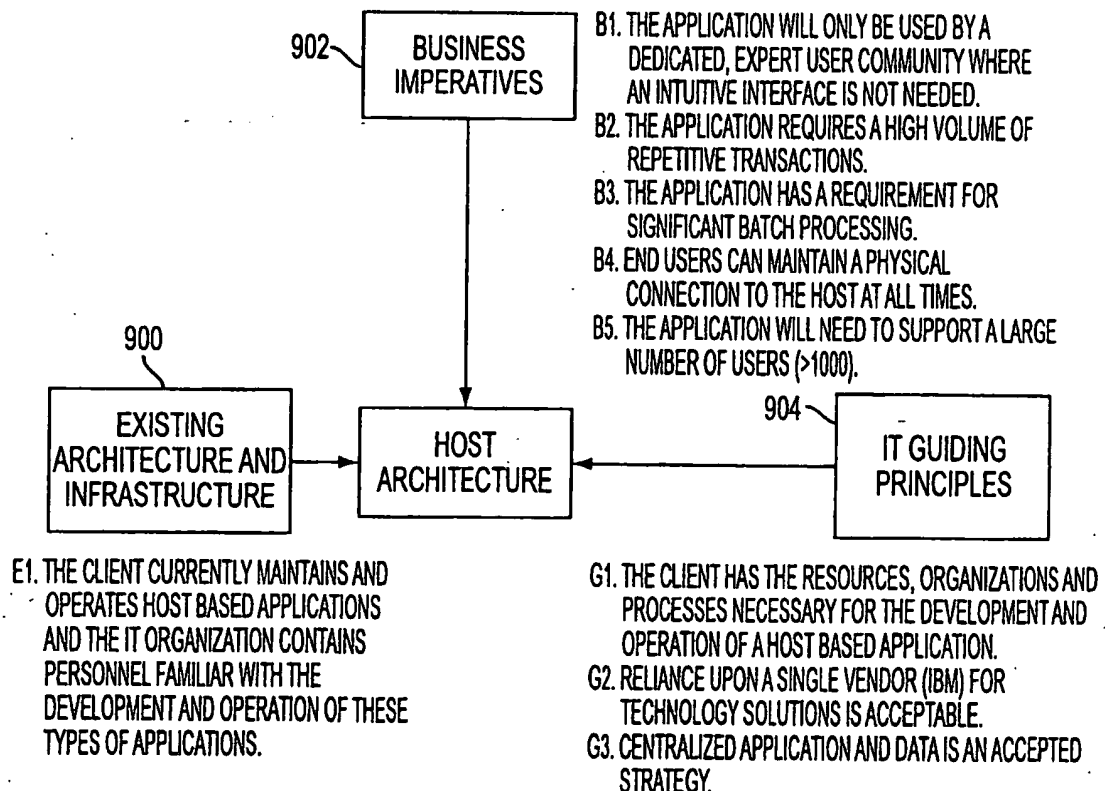 902
BUSINESS
IMPERATIVES
B1. THE APPLICATION WILL ONLY BE USED BY A
DEDICATED, EXPERT USER COMMUNITY WHERE
AN INTUITIVE INTERFACE IS NOT NEEDED.
B2. THE APPLICATION REQUIRES A HIGH VOLUME OF
REPETITIVE TRANSACTIONS.
B3. THE APPLICATION HAS A REQUIREMENT FOR
SIGNIFICANT BATCH PROCESSING.
B4. END USERS CAN MAINTAIN A PHYSICAL
CONNECTION TO THE HOST AT ALL TIMES.
B5. THE APPLICATION WILL NEED TO SUPPORT A LARGE
NUMBER OF USERS (>1000).
900
EXISTING
ARCHITECTURE AND
INFRASTRUCTURE
HOST
ARCHITECTURE
904
IT GUIDING
PRINCIPLES
E1. THE CLIENT CURRENTLY MAINTAINS AND
OPERATES HOST BASED APPLICATIONS
AND THE IT ORGANIZATION CONTAINS
PERSONNEL FAMILIAR WITH THE
DEVELOPMENT AND OPERATION OF THESE
TYPES OF APPLICATIONS.
G1. THE CLIENT HAS THE RESOURCES, ORGANIZATIONS AND
PROCESSES NECESSARY FOR THE DEVELOPMENT AND
OPERATION OF A HOST BASED APPLICATION.
G2. RELIANCE UPON A SINGLE VENDOR (IBM) FOR
TECHNOLOGY SOLUTIONS IS ACCEPTABLE.
G3. CENTRALIZED APPLICATION AND DATA IS AN ACCEPTED
STRATEGY.